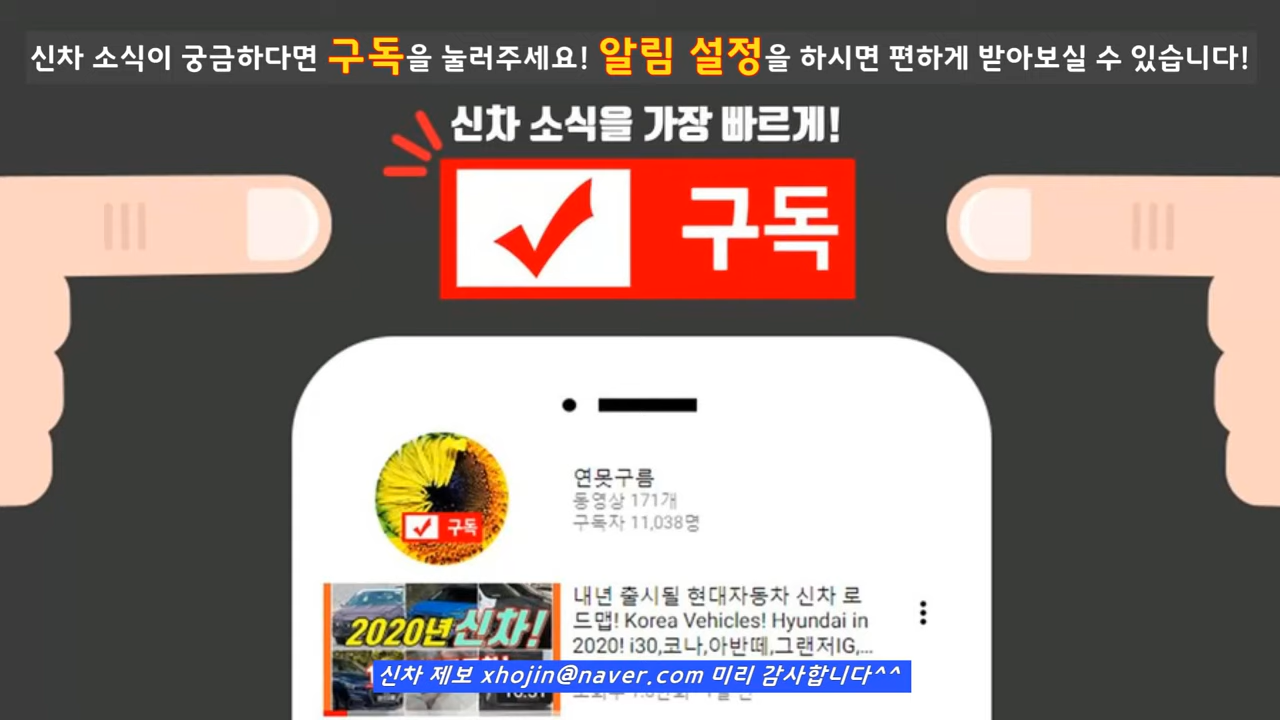 신차 소식이 궁금하다면 구독을 눌러주세요! 알림 설정을 하시면 편하게 받아보실 수 있습니다!
신차 소식을 가장 빠르게!
구독
연못구름
동영상 171개
구독자 11,038명
구독
내년 출시될 현대자동차 신차 로
드맵! Korea Vehicles! Hyundai in
2020! i30,코나,아반떼,그랜저IG,...
2020년 신차!
신차 제보 xhojin@naver.com 미리 감사합니다^^